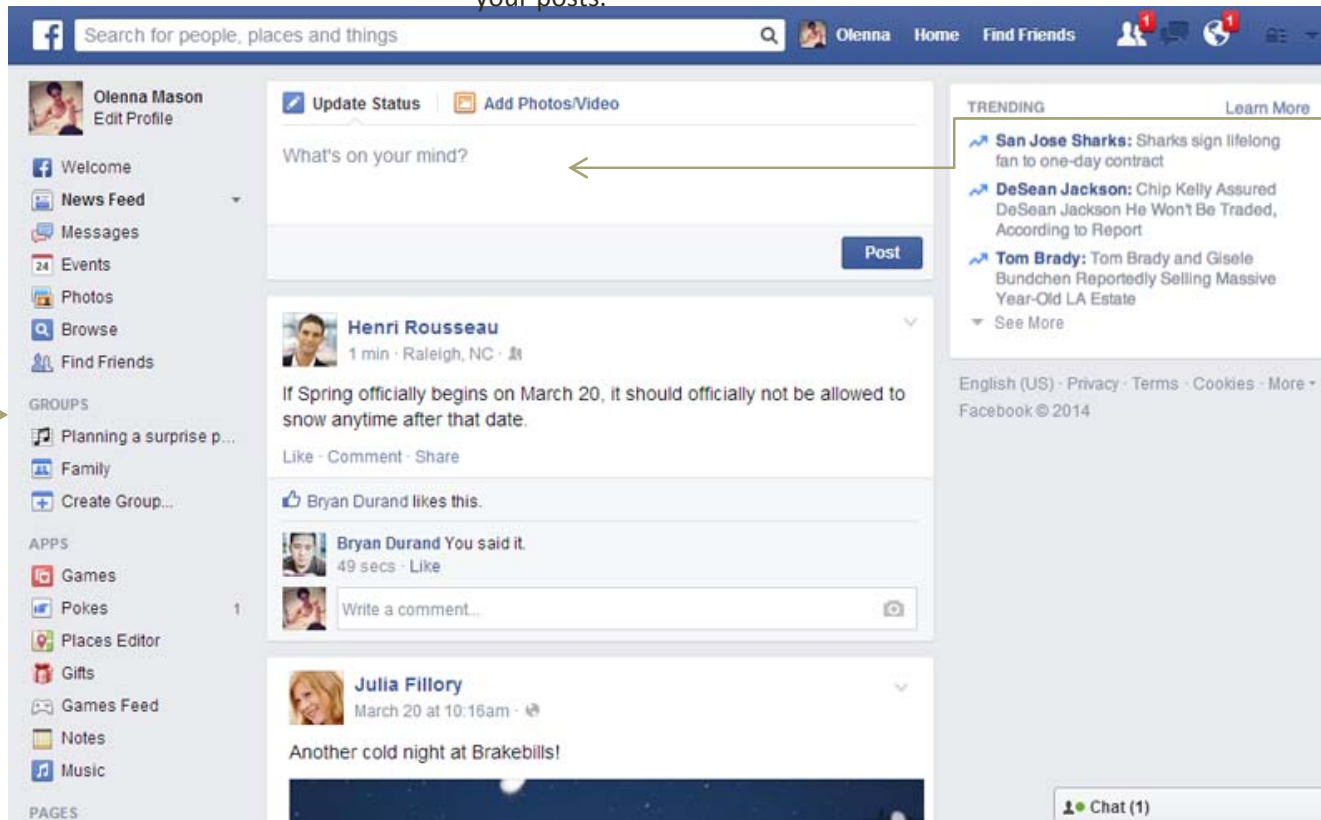 your posts.
f
Search for people, places and things
Olenna Home Find Friends 1 1
Olenna Mason
Edit Profile
Welcome
News Feed
Messages
24 Events
Photos
Browse
Find Friends
GROUPS
Planning a surprise p...
Family
Create Group...
APPS
Games
Pokes 1
Places Editor
Gifts
Games Feed
Notes
Music
PAGES
Update Status Add Photos/Video
What's on your mind?
Post
Henri Rousseau
1 min · Raleigh, NC ·
If Spring officially begins on March 20, it should officially not be allowed to
snow anytime after that date.
Like · Comment · Share
Bryan Durand likes this.
Bryan Durand You said it.
49 secs · Like
Write a comment...
Julia Fillory
March 20 at 10:16am ·
Another cold night at Brakebills!
TRENDING Learn More
San Jose Sharks: Sharks sign lifelong
fan to one-day contract
DeSean Jackson: Chip Kelly Assured
DeSean Jackson He Won't Be Traded,
According to Report
Tom Brady: Tom Brady and Gisele
Bundchen Reportedly Selling Massive
Year-Old LA Estate
See More
English (US) · Privacy · Terms · Cookies · More
Facebook © 2014
Chat (1)